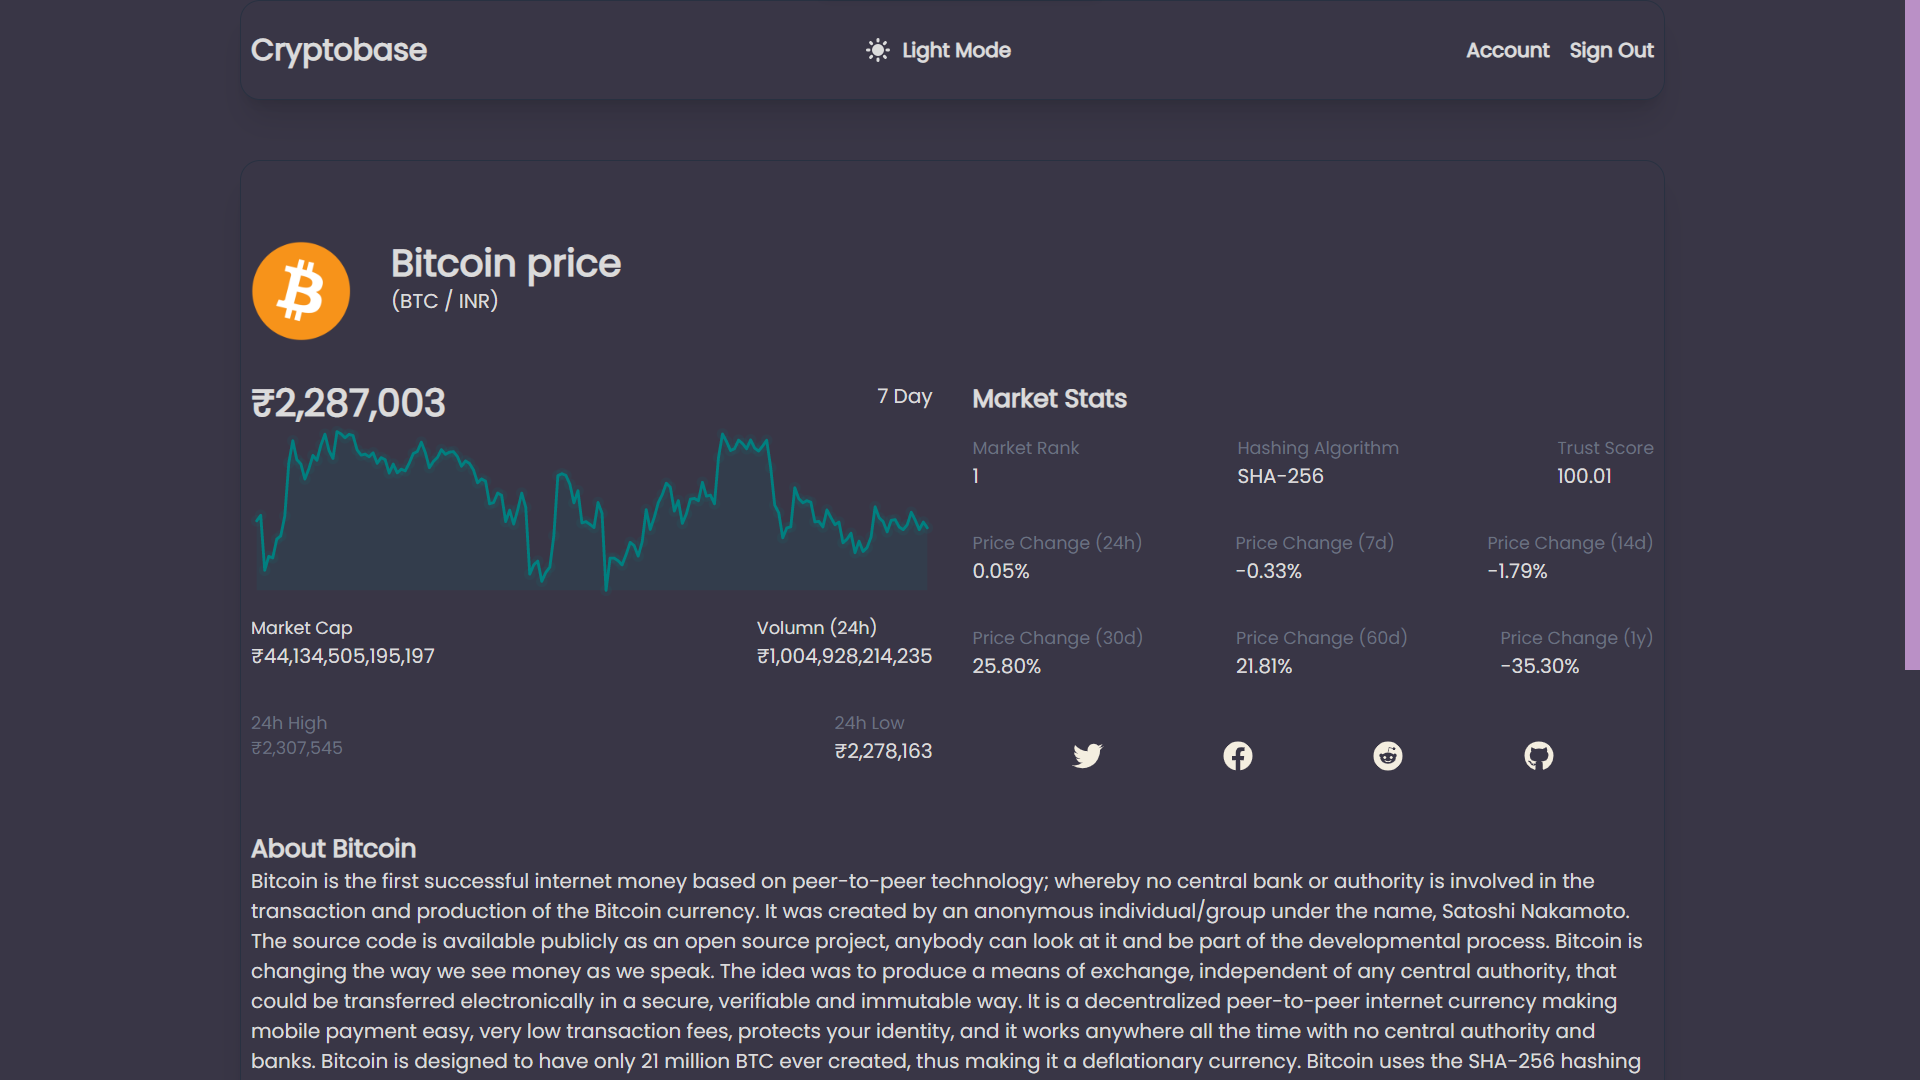 Cryptobase
Light Mode
Account
Sign Out
Bitcoin price
(BTC / INR)
₹2,287,003
7 Day
Market Cap
₹44,134,505,195,197
Volumn (24h)
₹1,004,928,214,235
24h High
₹2,307,545
24h Low
₹2,278,163
Market Stats
Market Rank
1
Hashing Algorithm
SHA-256
Trust Score
100.01
Price Change (24h)
0.05%
Price Change (7d)
-0.33%
Price Change (14d)
-1.79%
Price Change (30d)
25.80%
Price Change (60d)
21.81%
Price Change (1y)
-35.30%
About Bitcoin
Bitcoin is the first successful internet money based on peer-to-peer technology; whereby no central bank or authority is involved in the
transaction and production of the Bitcoin currency. It was created by an anonymous individual/group under the name, Satoshi Nakamoto.
The source code is available publicly as an open source project, anybody can look at it and be part of the developmental process. Bitcoin is
changing the way we see money as we speak. The idea was to produce a means of exchange, independent of any central authority, that
could be transferred electronically in a secure, verifiable and immutable way. It is a decentralized peer-to-peer internet currency making
mobile payment easy, very low transaction fees, protects your identity, and it works anywhere all the time with no central authority and
banks. Bitcoin is designed to have only 21 million BTC ever created, thus making it a deflationary currency. Bitcoin uses the SHA-256 hashing